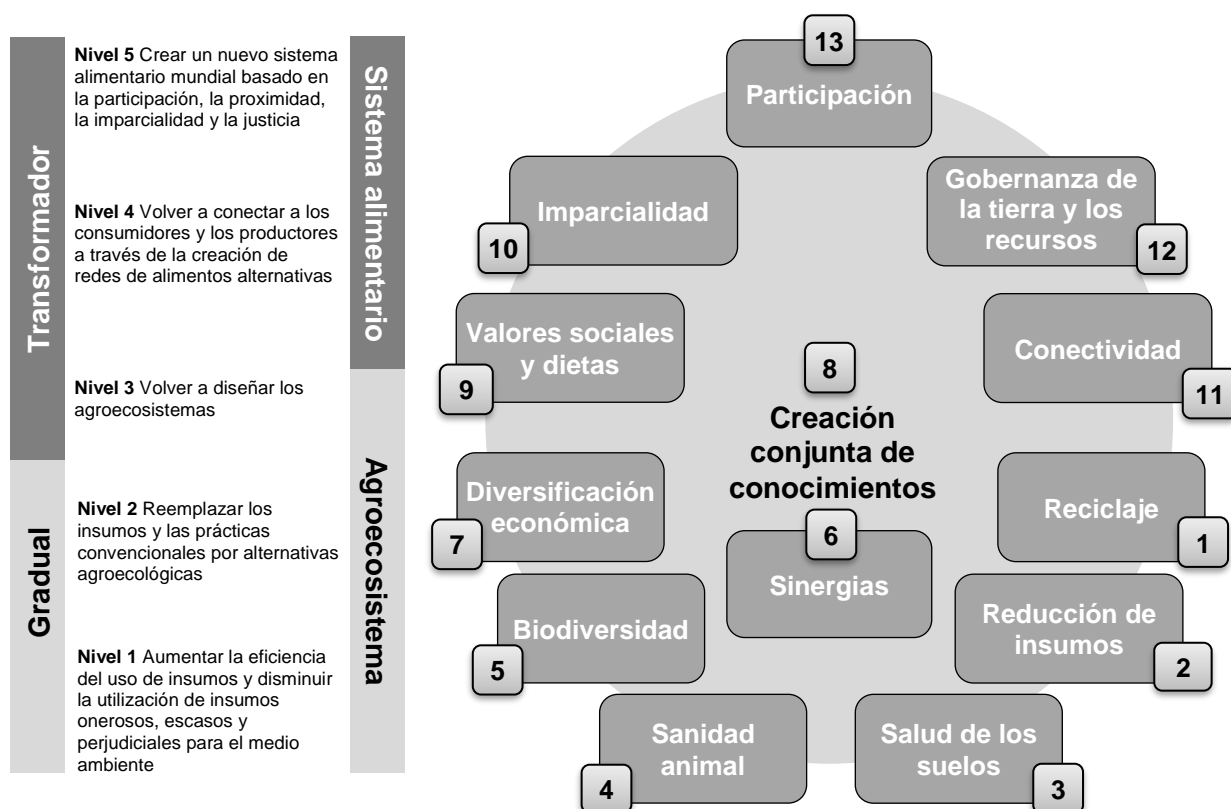 Transformador
Gradual
Nivel 5 Crear un nuevo sistema
alimentario mundial basado en
la participación, la proximidad,
la imparcialidad y la justicia
Nivel 4 Volver a conectar a los
consumidores y los productores
a través de la creación de
redes de alimentos alternativas
Nivel 3 Volver a diseñar los
agroecosistemas
Nivel 2 Reemplazar los
insumos y las prácticas
convencionales por alternativas
agroecológicas
Nivel 1 Aumentar la eficiencia
del uso de insumos y disminuir
la utilización de insumos
onerosos, escasos y
perjudiciales para el medio
ambiente
Sistema alimentario
Agroecosistema
13
Participación
Imparcialidad
10
Gobernanza de
la tierra y los
recursos
12
Valores sociales
y dietas
9
8
Creación
conjunta de
conocimientos
Conectividad
11
Diversificación
económica
7
6
Sinergias
Reciclaje
1
Biodiversidad
5
Reducción de
insumos
2
Sanidad
animal
4
Salud de los
suelos
3